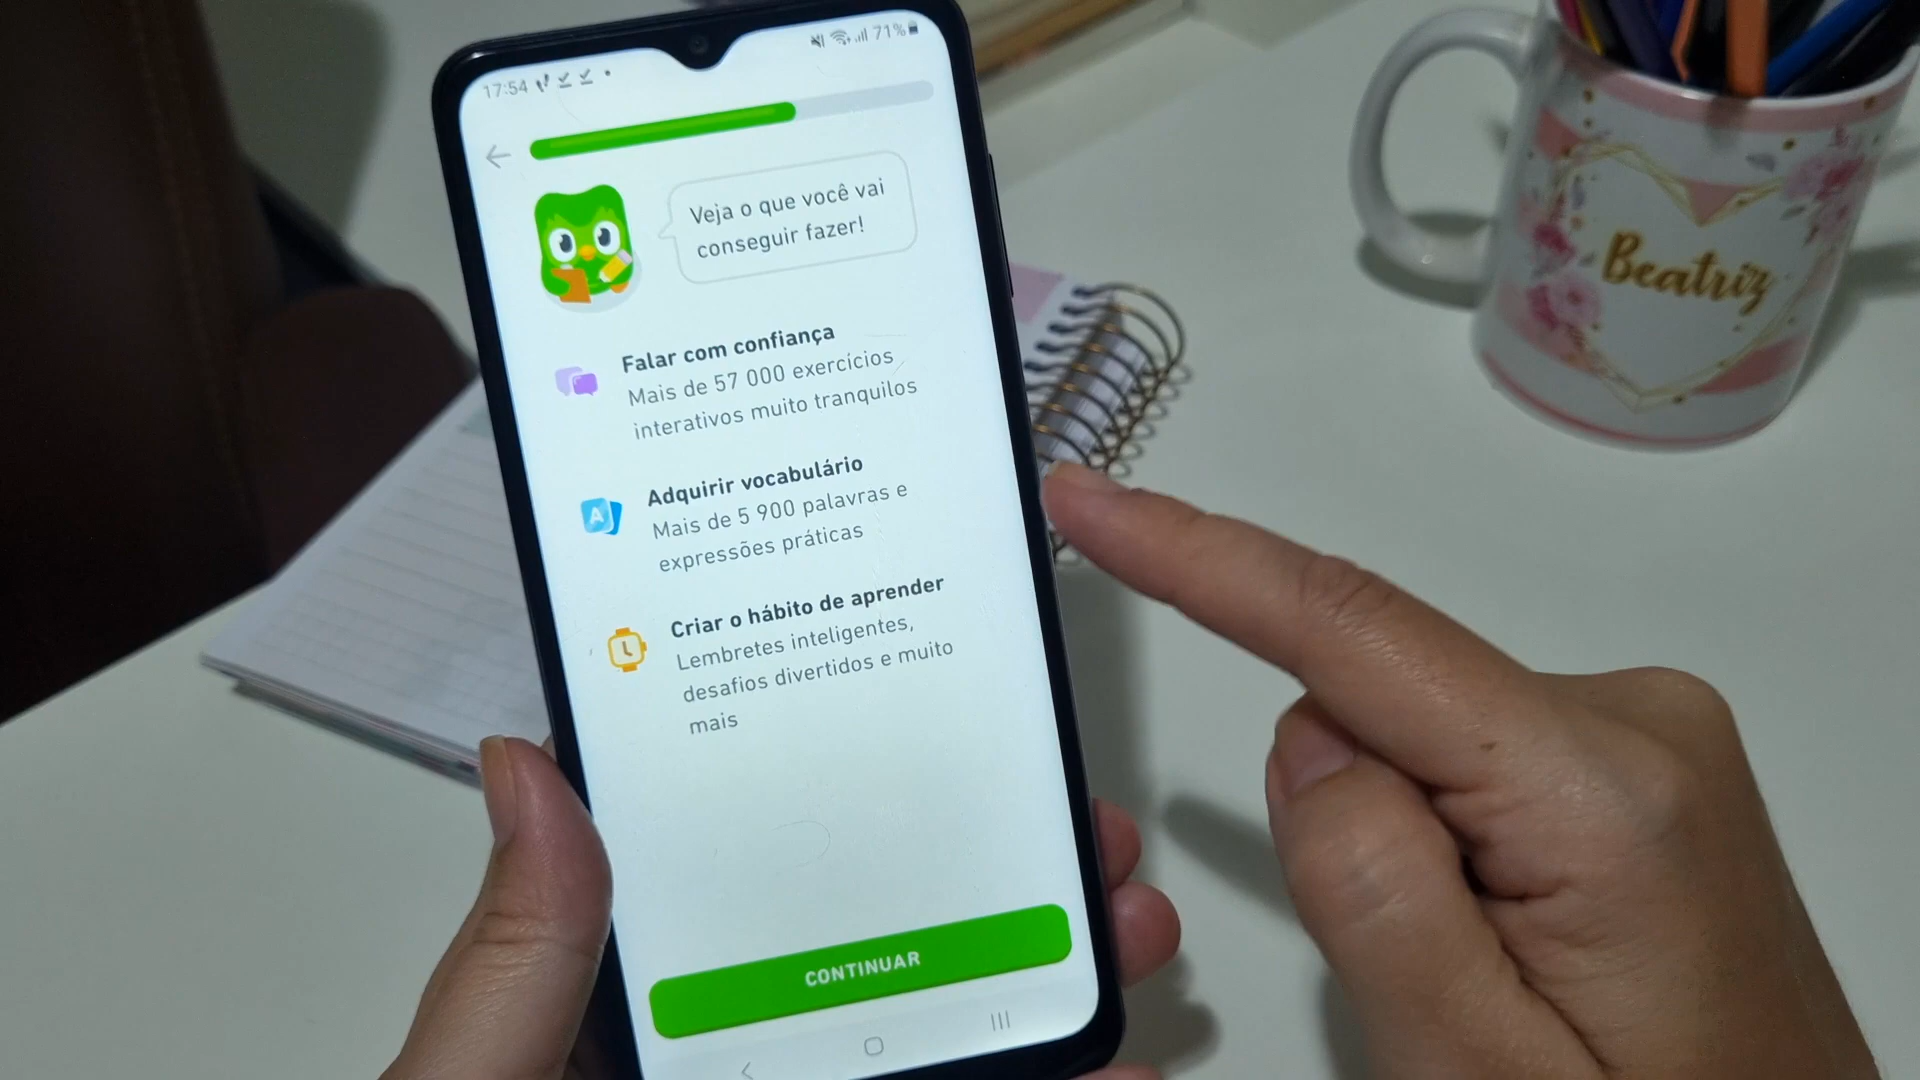 17:54
71%
Veja o que você vai
conseguir fazer!
Falar com confiança
Mais de 57 000 exercícios
interativos muito tranquilos
A
Adquirir vocabulário
Mais de 5 900 palavras e
expressões práticas
Criar o hábito de aprender
Lembretes inteligentes,
desafios divertidos e muito
mais
CONTINUAR
Beatriz